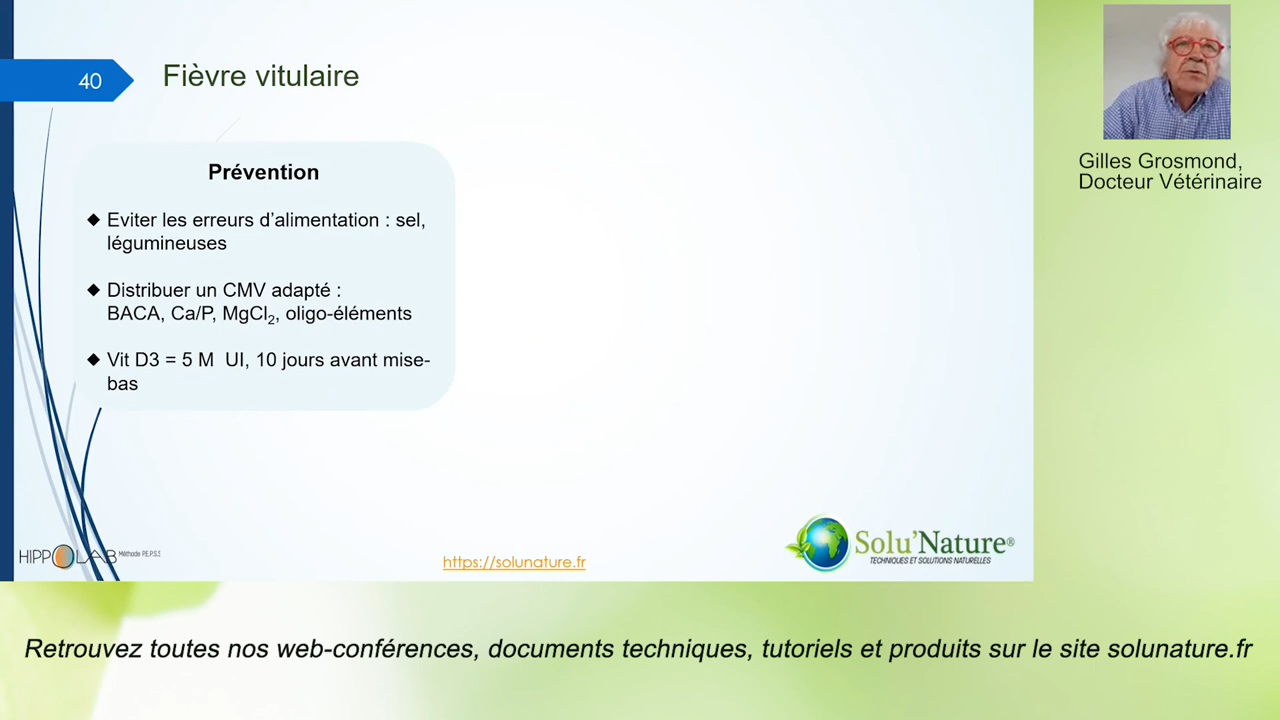 40
Fièvre vitulaire
Prévention
◆ Eviter les erreurs d'alimentation : sel,
légumineuses
◆ Distribuer un CMV adapté :
BACA, Ca/P, MgCl₂, oligo-éléments
◆ Vit D3 = 5 M  UI, 10 jours avant mise-
bas
Gilles Grosmond,
Docteur Vétérinaire
HIPPOLAB Méthode P.E.P.S.S
https://solunature.fr
Solu'Nature®
TECHNIQUES ET SOLUTIONS NATURELLES
Retrouvez toutes nos web-conférences, documents techniques, tutoriels et produits sur le site solunature.fr